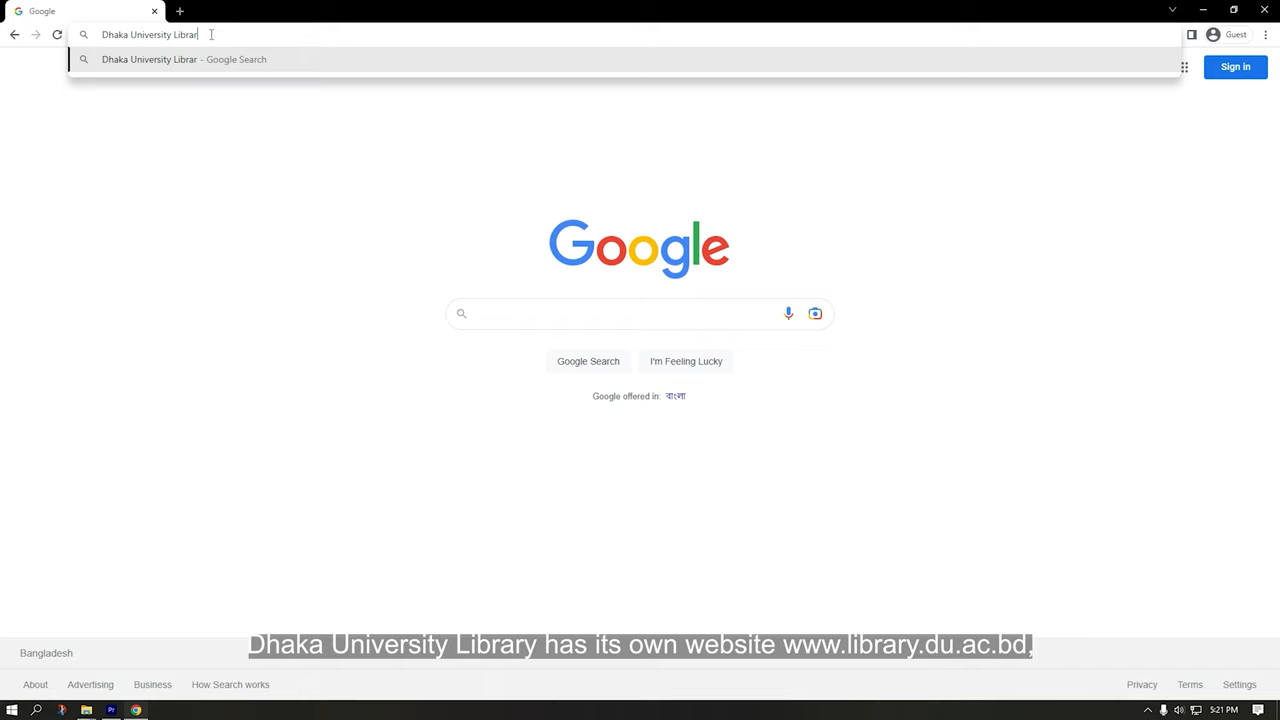 Google
Dhaka University Librar
Guest
Dhaka University Librar - Google Search
Sign in
Google
Google Search
I'm Feeling Lucky
Google offered in: বাংলা
Dhaka University Library has its own website www.library.du.ac.bd,
Bangladesh
About
Advertising
Business
How Search works
Privacy
Terms
Settings
Pr
5:21 PM